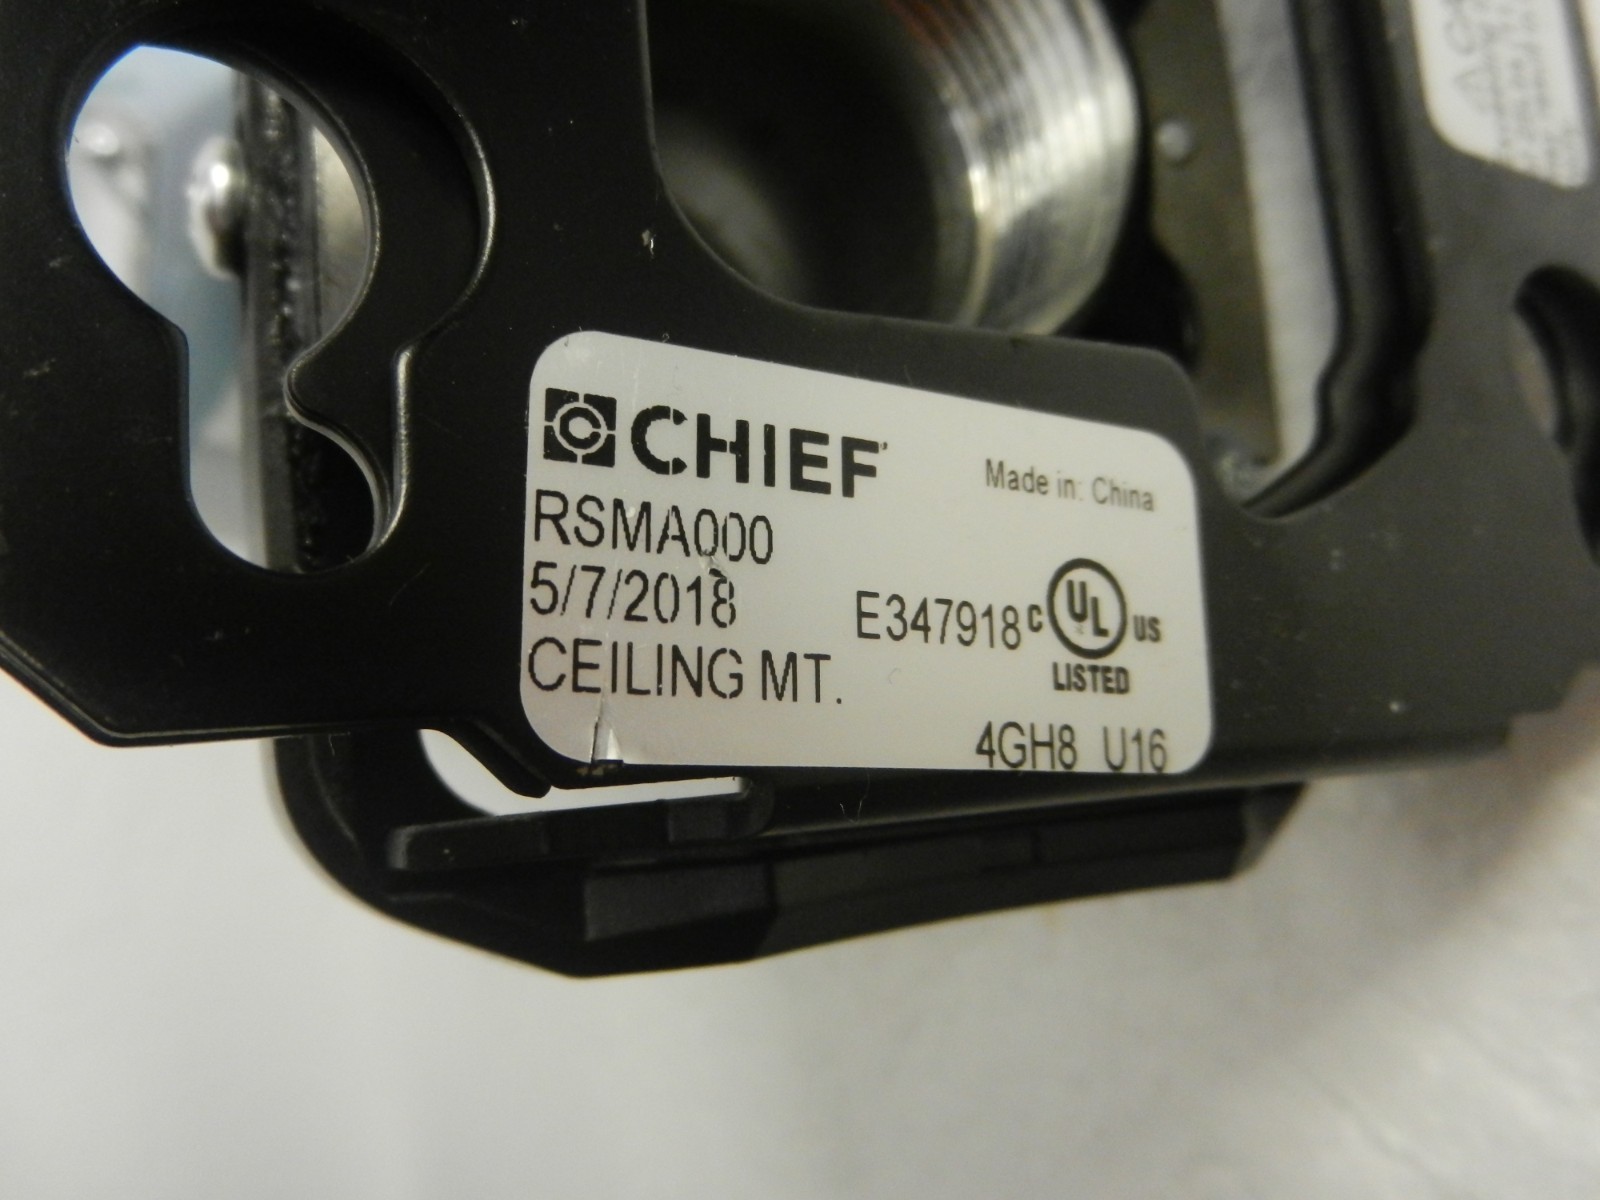 CHIEF
Made in: China
RSMA000
5/7/2018
E347918 C UL US
LISTED
CEILING MT.
4GH8 U16